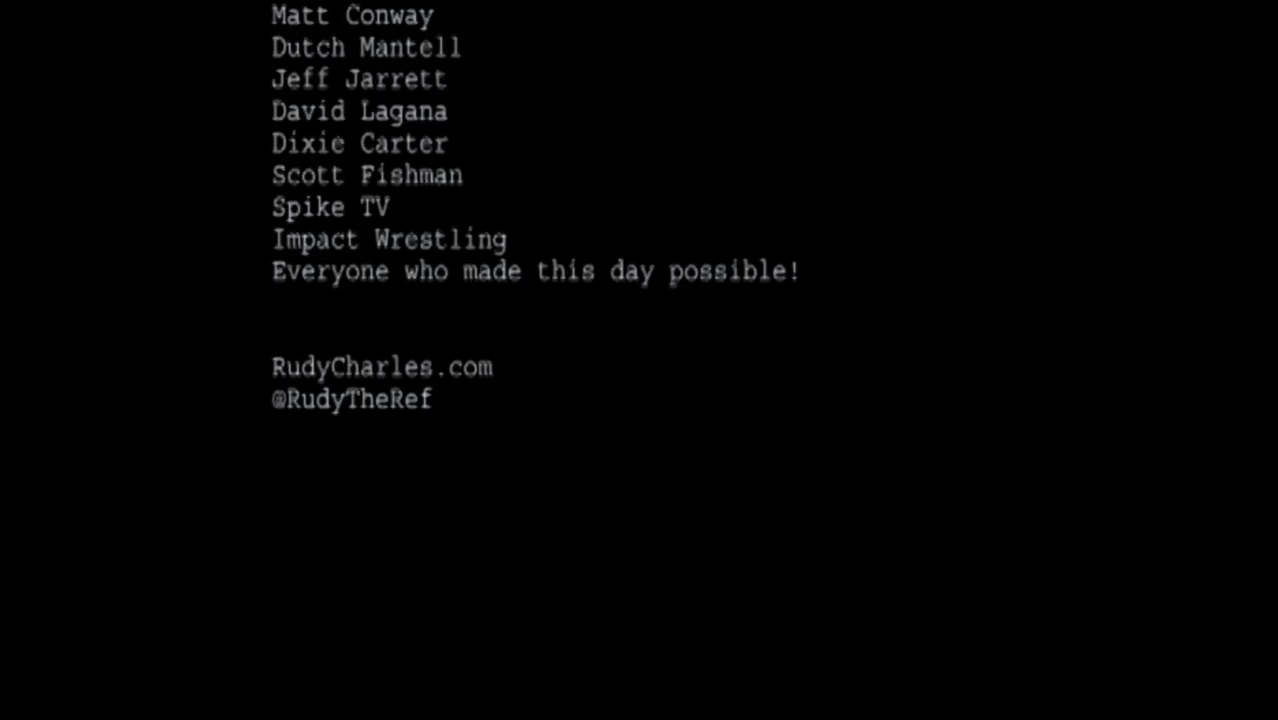 Matt Conway
Dutch Mantell
Jeff Jarrett
David Lagana
Dixie Carter
Scott Fishman
Spike TV
Impact Wrestling
Everyone who made this day possible!
RudyCharles.com
@RudyTheRef